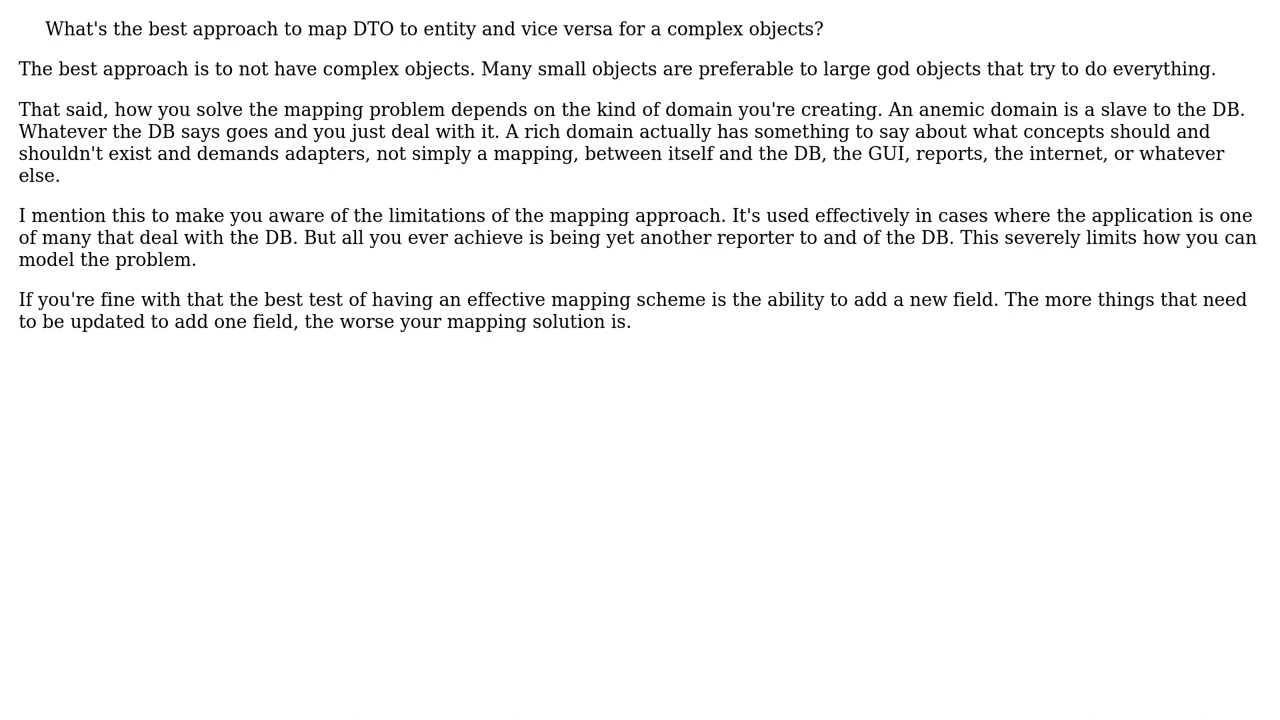 What's the best approach to map DTO to entity and vice versa for a complex objects?
The best approach is to not have complex objects. Many small objects are preferable to large god objects that try to do everything.
That said, how you solve the mapping problem depends on the kind of domain you're creating. An anemic domain is a slave to the DB.
Whatever the DB says goes and you just deal with it. A rich domain actually has something to say about what concepts should and
shouldn't exist and demands adapters, not simply a mapping, between itself and the DB, the GUI, reports, the internet, or whatever
else.
I mention this to make you aware of the limitations of the mapping approach. It's used effectively in cases where the application is one
of many that deal with the DB. But all you ever achieve is being yet another reporter to and of the DB. This severely limits how you can
model the problem.
If you're fine with that the best test of having an effective mapping scheme is the ability to add a new field. The more things that need
to be updated to add one field, the worse your mapping solution is.